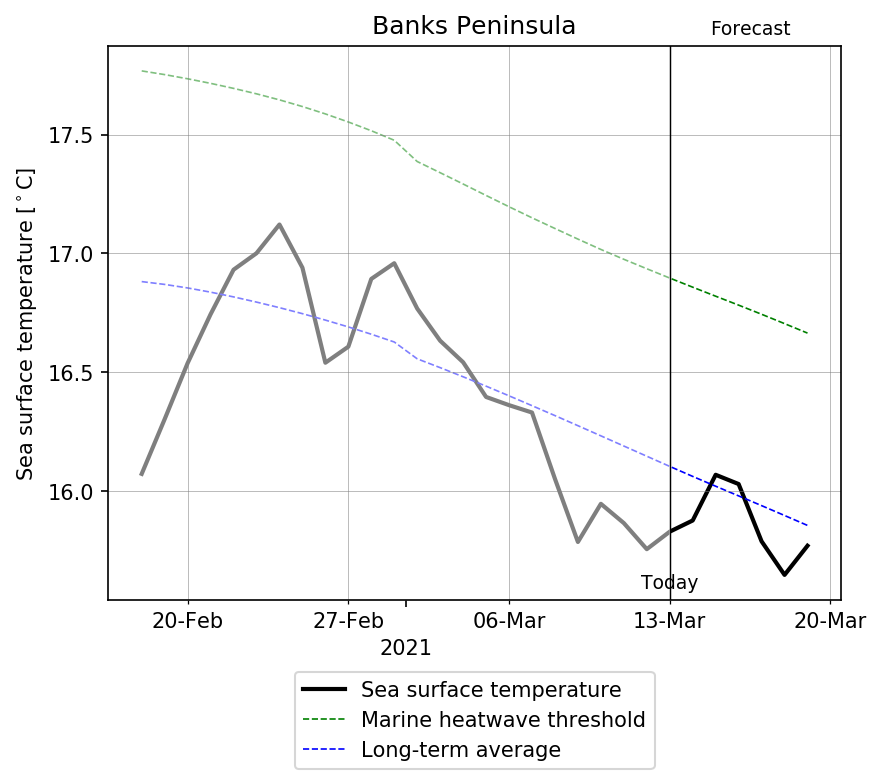 Banks Peninsula
Forecast
Sea surface temperature [°C]
17.5
17.0
16.5
16.0
Today
20-Feb
27-Feb
06-Mar
13-Mar
20-Mar
2021
Sea surface temperature
Marine heatwave threshold
Long-term average